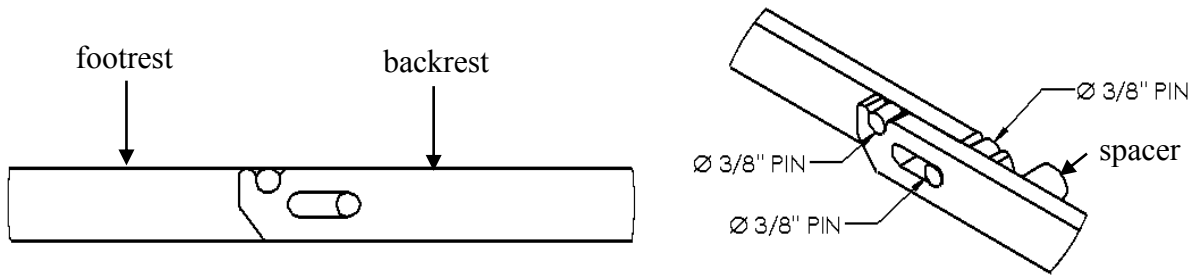 footrest
backrest
Ø 3/8" PIN
Ø 3/8" PIN
spacer
Ø 3/8" PIN